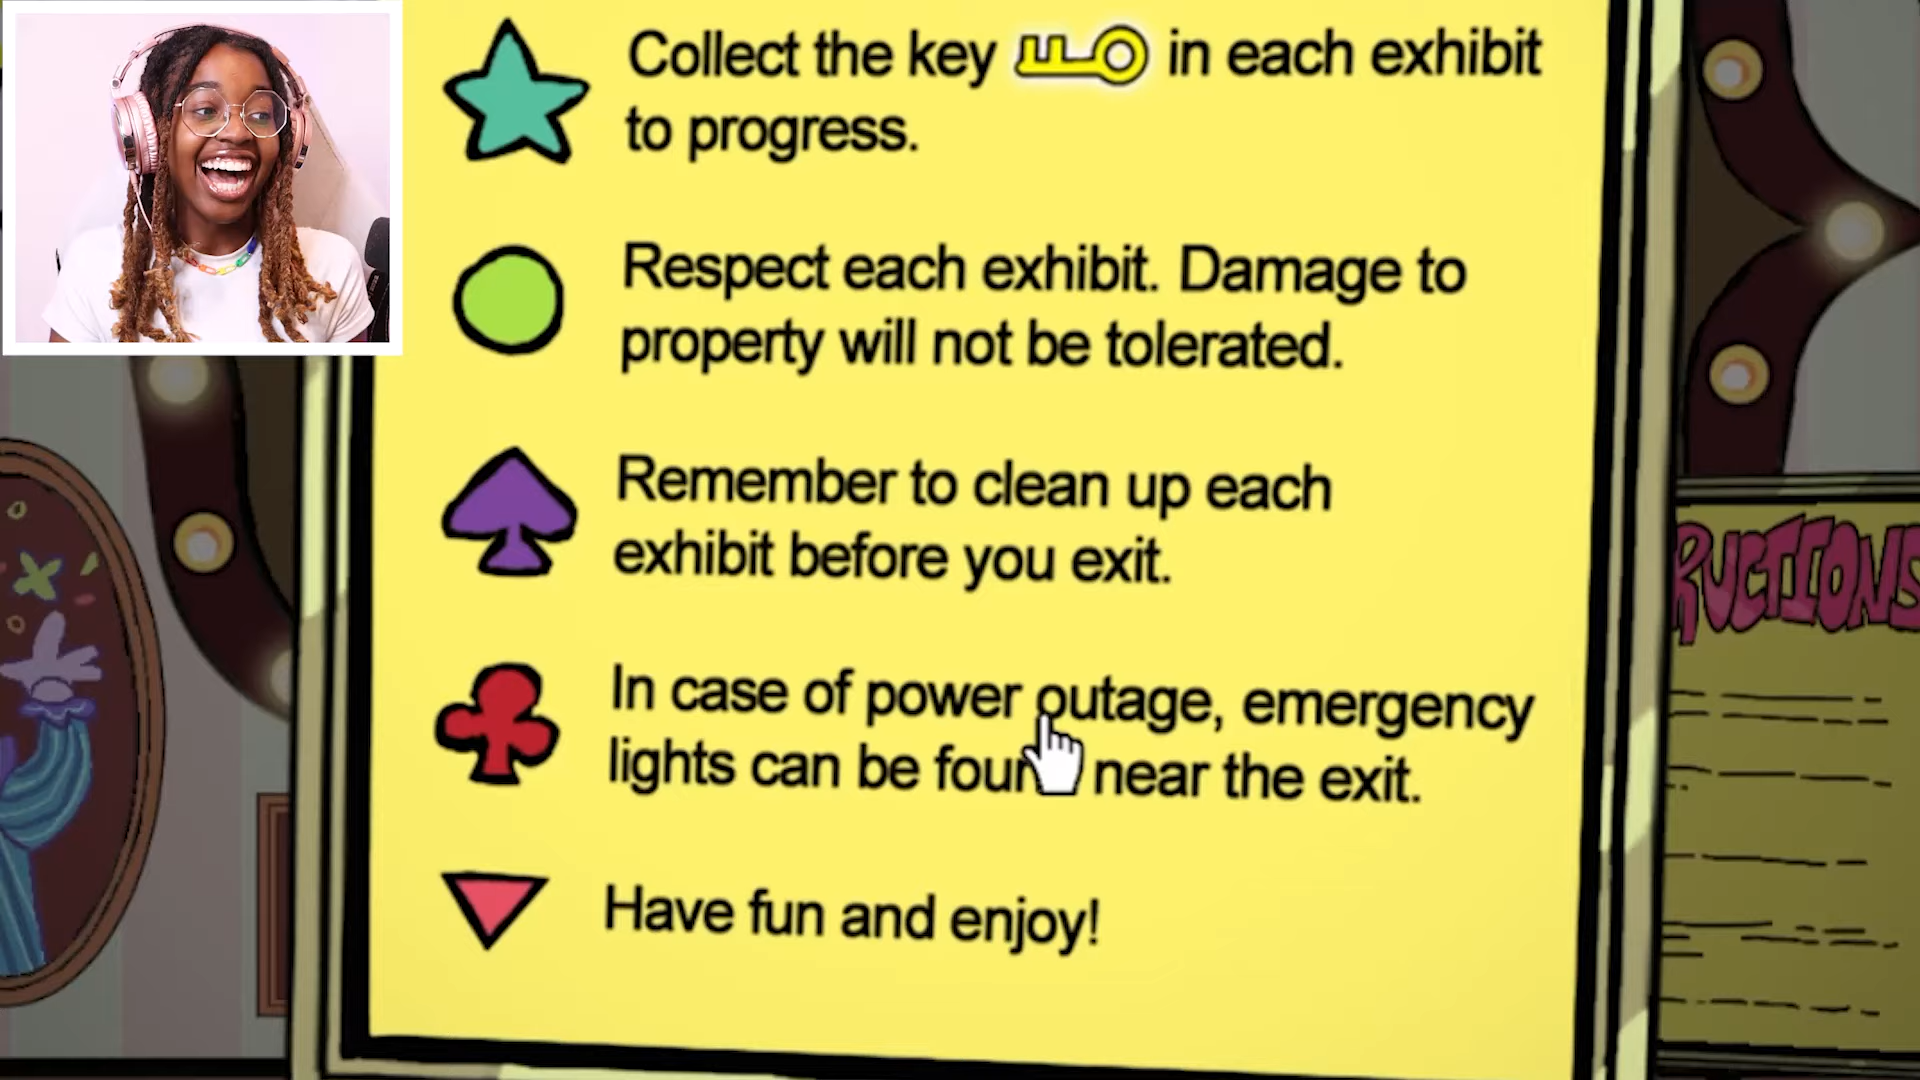 Collect the key in each exhibit
to progress.
Respect each exhibit. Damage to
property will not be tolerated.
Remember to clean up each
exhibit before you exit.
In case of power outage, emergency
lights can be found near the exit.
Have fun and enjoy!
RUCTIONS